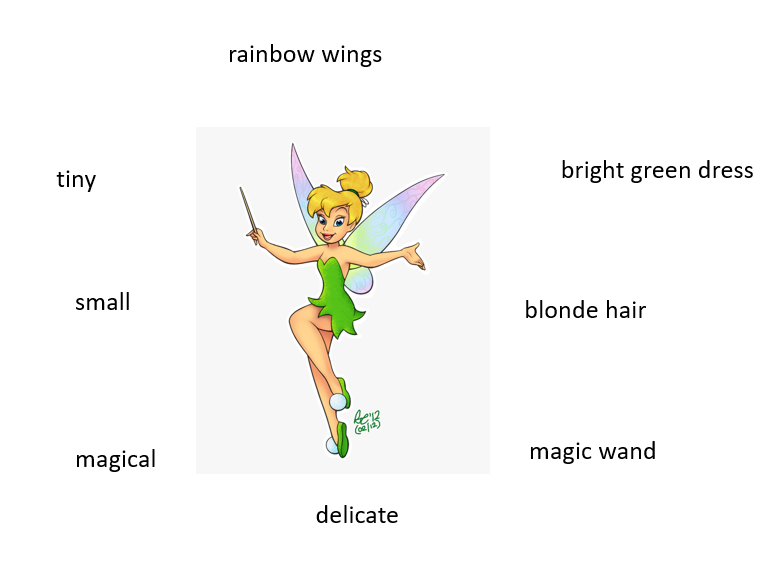 rainbow wings
tiny
bright green dress
small
blonde hair
magical
magic wand
delicate